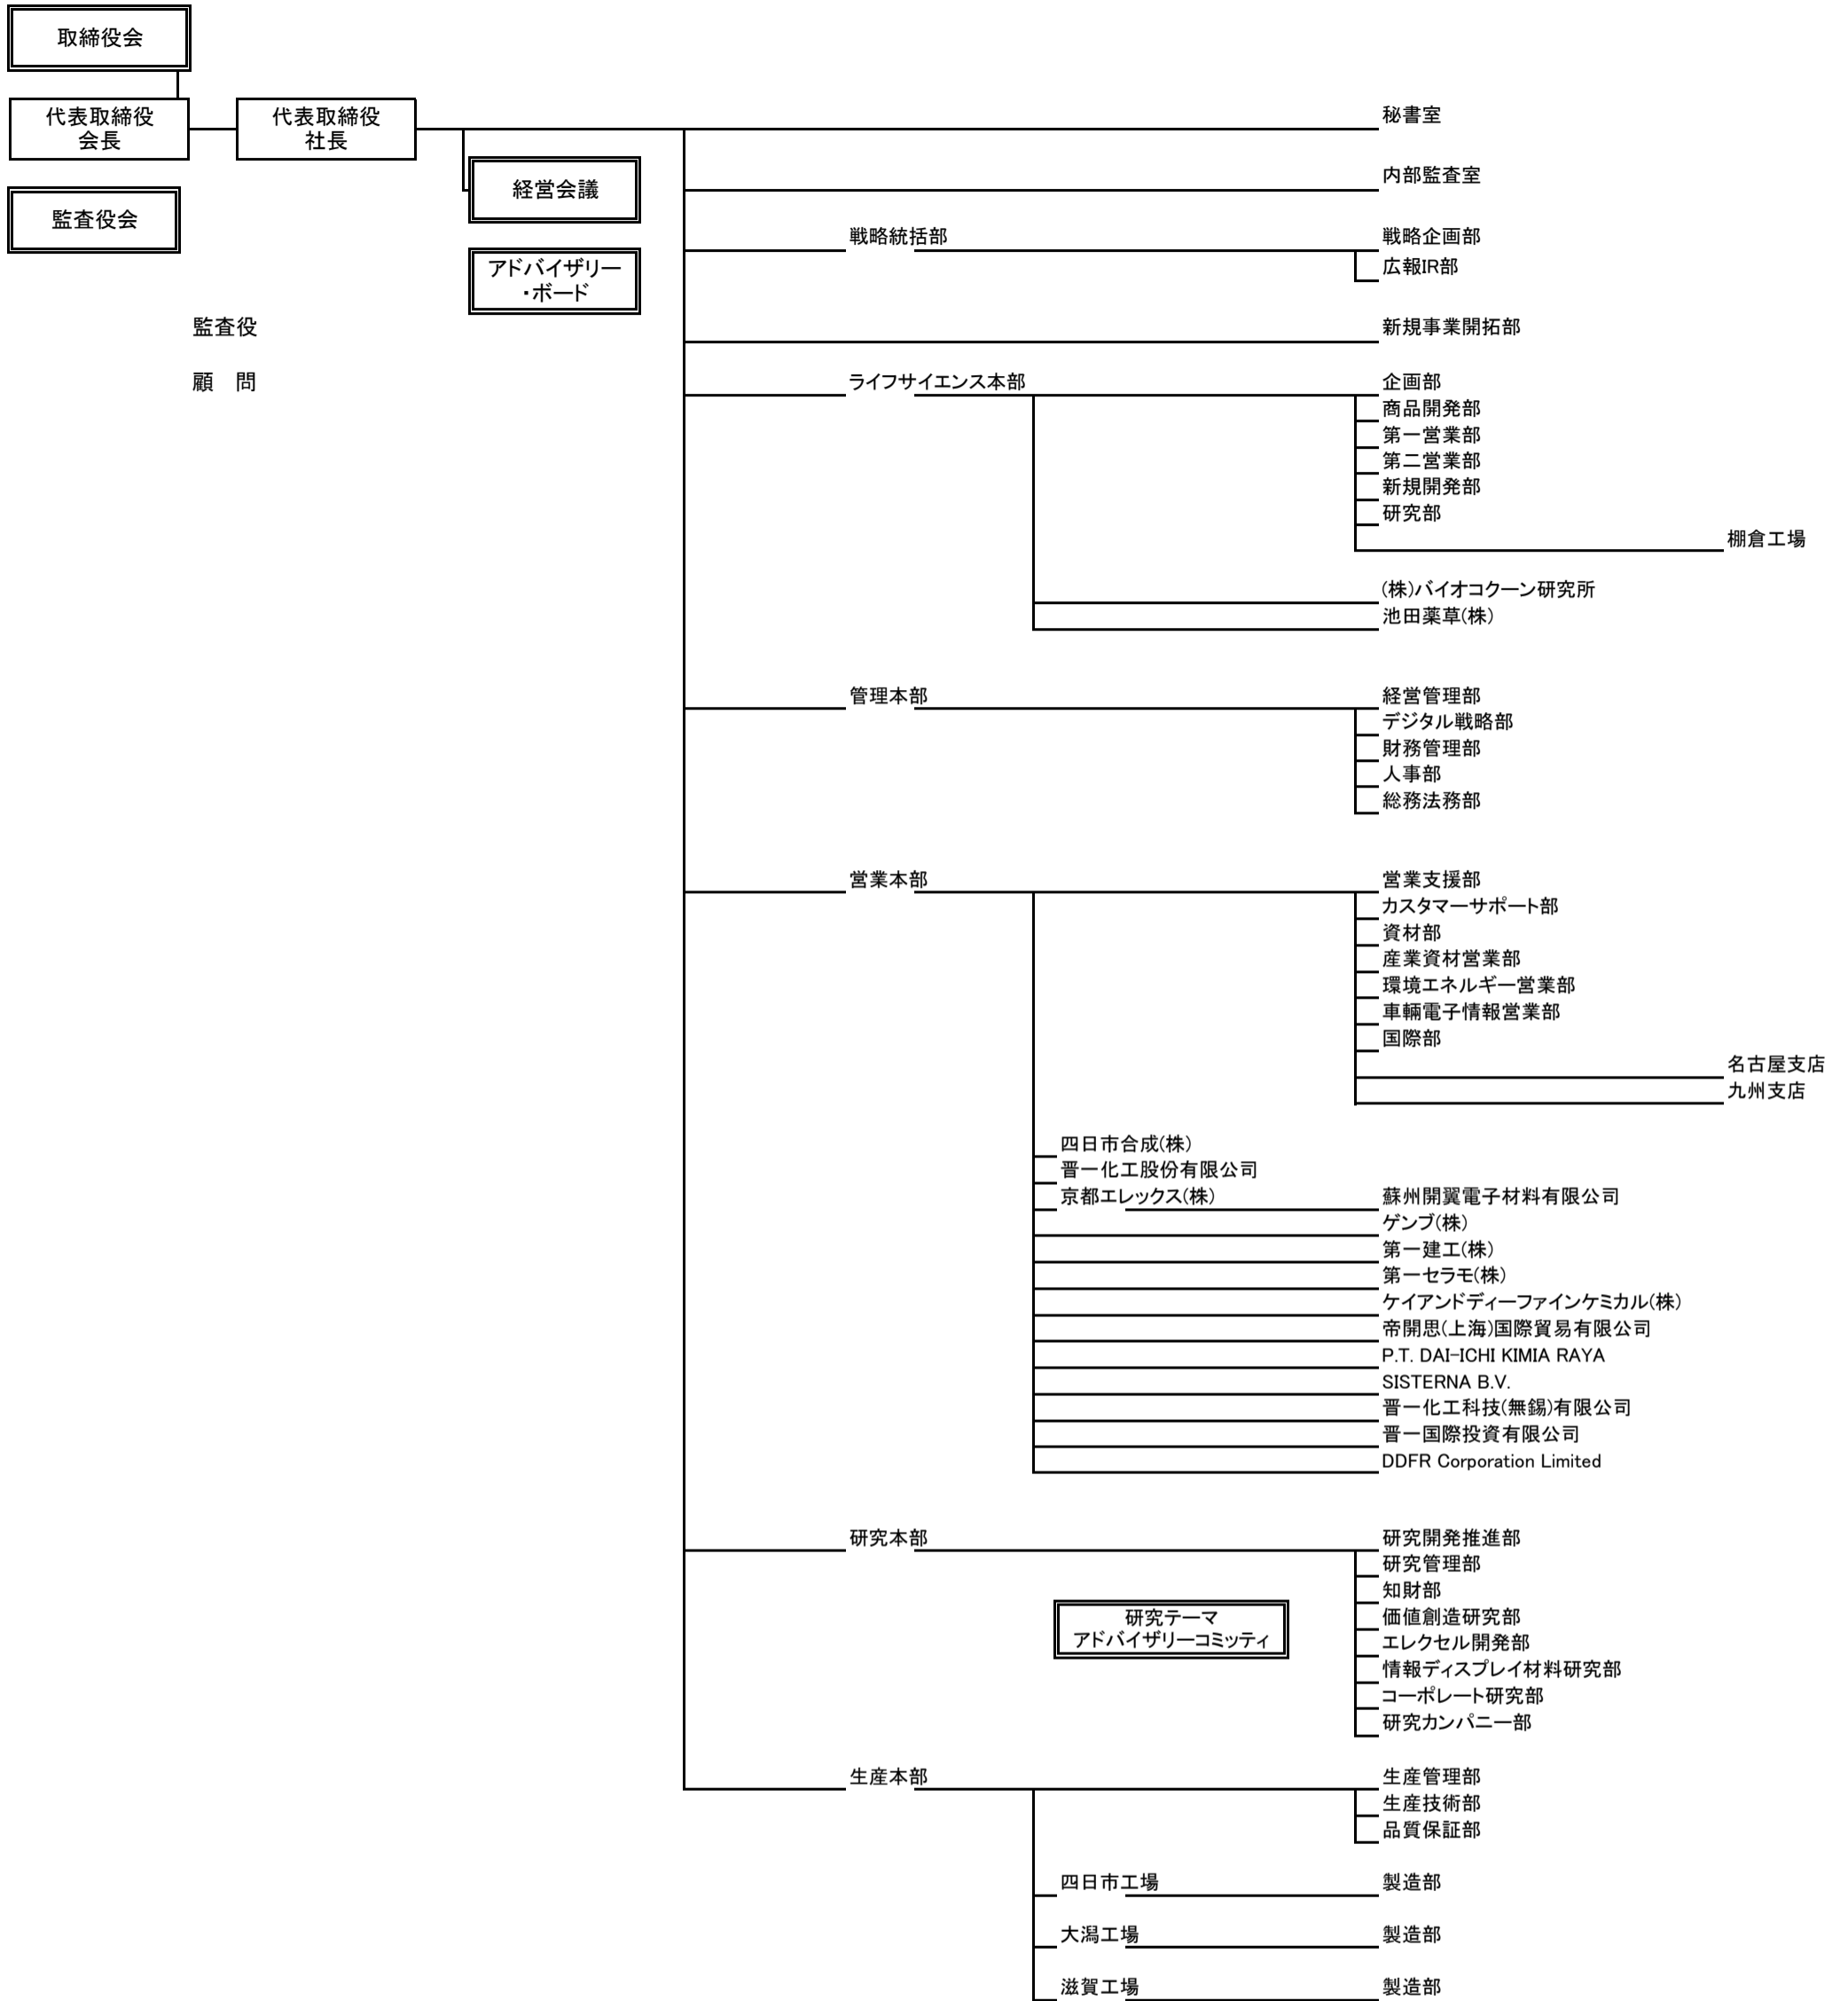 取締役会
代表取締役
会長
代表取締役
社長
監査役会
経営会議
アドバイザリー
・ボード
監査役
顧　問
秘書室
内部監査室
戦略統括部
戦略企画部
広報IR部
新規事業開拓部
ライフサイエンス本部
企画部
商品開発部
第一営業部
第二営業部
新規開発部
研究部
棚倉工場
(株)バイオコクーン研究所
池田薬草(株)
管理本部
経営管理部
デジタル戦略部
財務管理部
人事部
総務法務部
営業本部
営業支援部
カスタマーサポート部
資材部
産業資材営業部
環境エネルギー営業部
車輛電子情報営業部
国際部
名古屋支店
九州支店
四日市合成(株)
晋一化工股份有限公司
京都エレックス(株)
蘇州開翼電子材料有限公司
ゲンブ(株)
第一建工(株)
第一セラモ(株)
ケイアンドディーファインケミカル(株)
帝開思(上海)国際貿易有限公司
P.T. DAI-ICHI KIMIA RAYA
SISTERNA B.V.
晋一化工科技(無錫)有限公司
晋一国際投資有限公司
DDFR Corporation Limited
研究本部
研究開発推進部
研究管理部
知財部
研究テーマ
アドバイザリーコミッティ
価値創造研究部
エレクセル開発部
情報ディスプレイ材料研究部
コーポレート研究部
研究カンパニー部
生産本部
生産管理部
生産技術部
品質保証部
四日市工場
製造部
大潟工場
製造部
滋賀工場
製造部